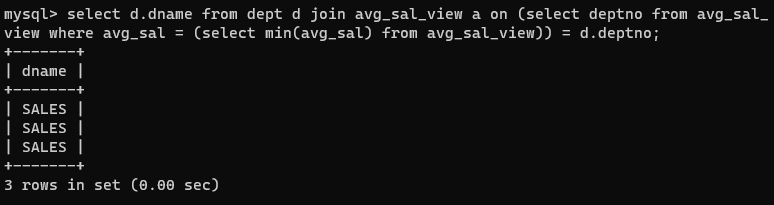 mysql> select d.dname from dept d join avg_sal_view a on (select deptno from avg_sal_
view where avg_sal = (select min(avg_sal) from avg_sal_view)) = d.deptno;
+-------+
| dname |
+-------+
| SALES |
| SALES |
| SALES |
+-------+
3 rows in set (0.00 sec)